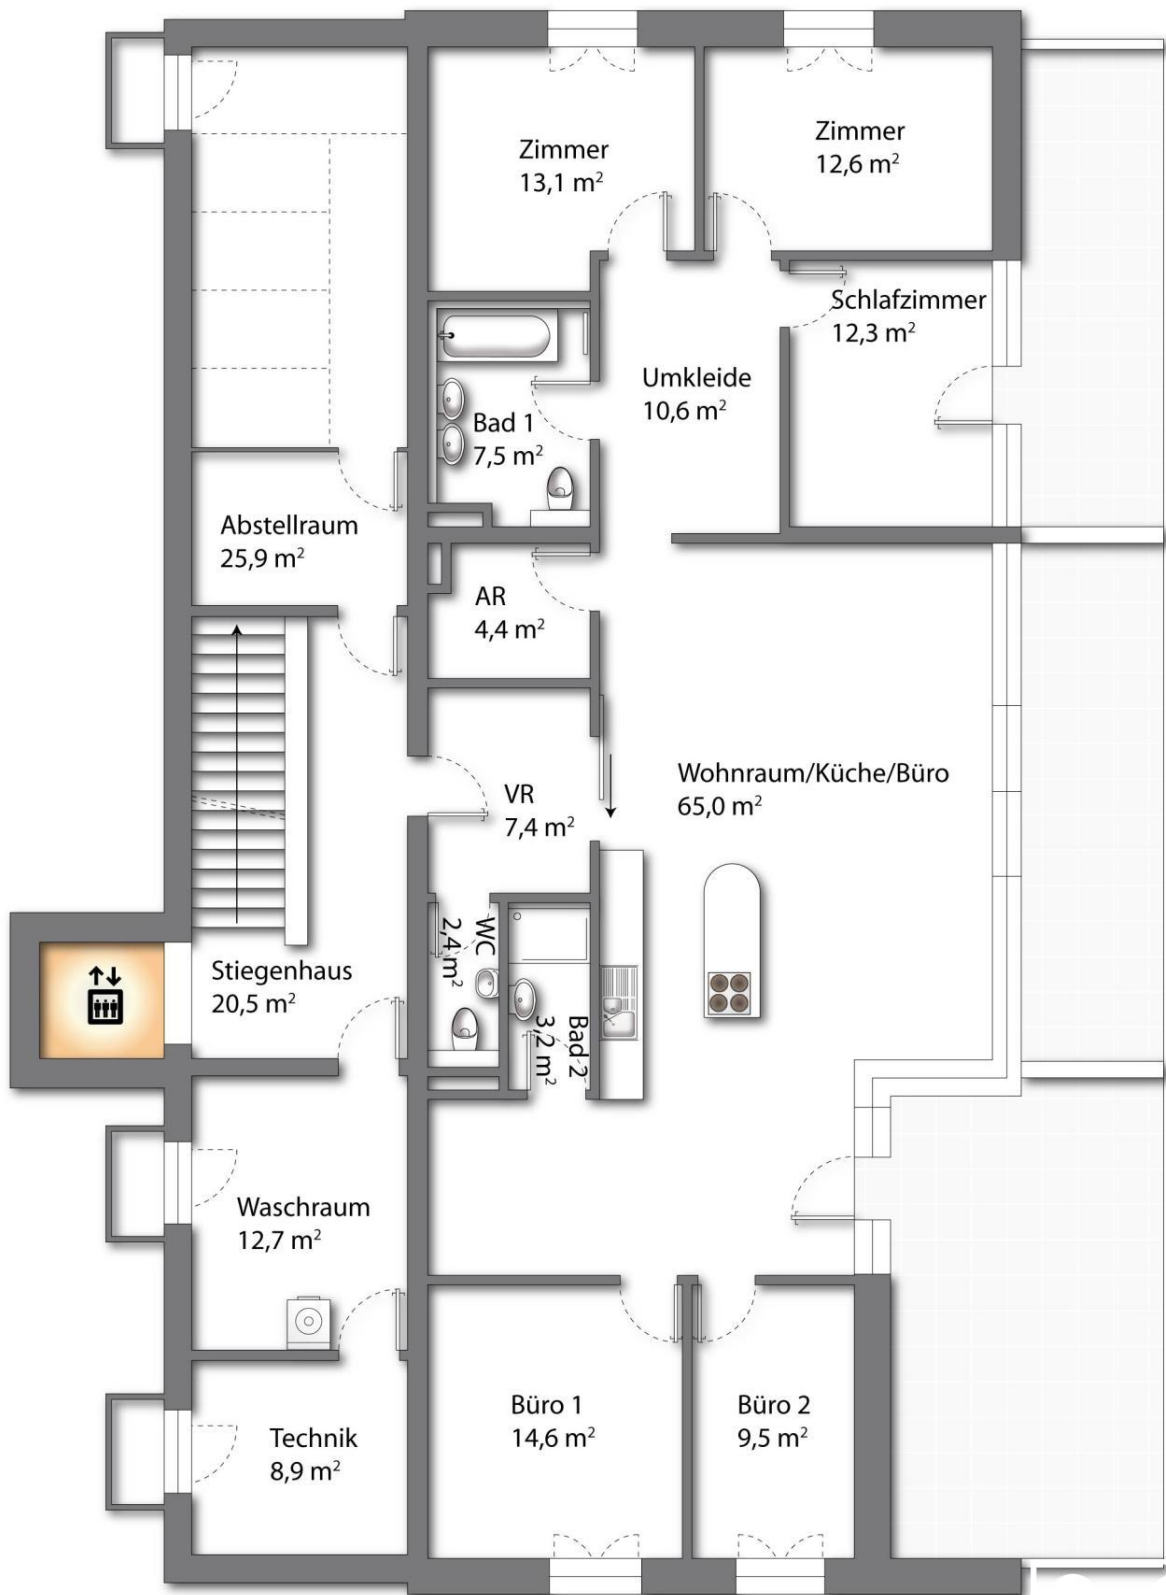 Zimmer
13,1 m²
Zimmer
12,6 m²
Schlafzimmer
12,3 m²
Umkleide
10,6 m²
Bad 1
7,5 m²
Abstellraum
25,9 m²
AR
4,4 m²
VR
7,4 m²
Wohnraum/Küche/Büro
65,0 m²
WC
2,4 m²
Stiegenhaus
20,5 m²
Bad 2
3,2 m²
Waschraum
12,7 m²
Büro 1
14,6 m²
Büro 2
9,5 m²
Technik
8,9 m²